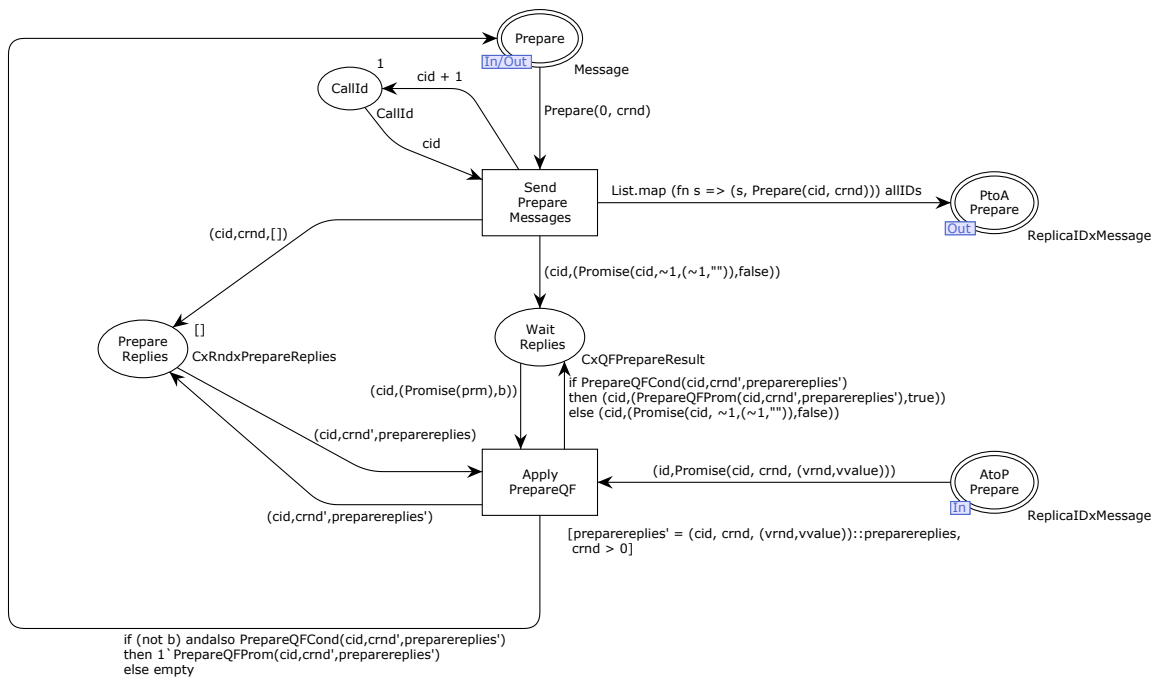 Prepare
In/Out
Message
1
CallId
CallId
cid + 1
cid
Prepare(0, crnd)
Send
Prepare
Messages
List.map (fn s => (s, Prepare(cid, crnd))) allIDs
PtoA
Prepare
Out
ReplicaIDxMessage
(cid,crnd,[])
(cid,(Promise(cid,~1,(~1,"")),false))
[]
Prepare
Replies
CxRndxPrepareReplies
Wait
Replies
CxQFPrepareResult
(cid,(Promise(prm),b))
if PrepareQFCond(cid,crnd',preparereplies')
then (cid,(PrepareQFProm(cid,crnd',preparereplies'),true))
else (cid,(Promise(cid, ~1,(~1,"")),false))
(cid,crnd',preparereplies)
Apply
PrepareQF
(id,Promise(cid, crnd, (vrnd,vvalue)))
AtoP
Prepare
In
ReplicaIDxMessage
(cid,crnd',preparereplies')
[preparereplies' = (cid, crnd, (vrnd,vvalue))::preparereplies,
crnd > 0]
if (not b) andalso PrepareQFCond(cid,crnd',preparereplies')
then 1`PrepareQFProm(cid,crnd',preparereplies')
else empty